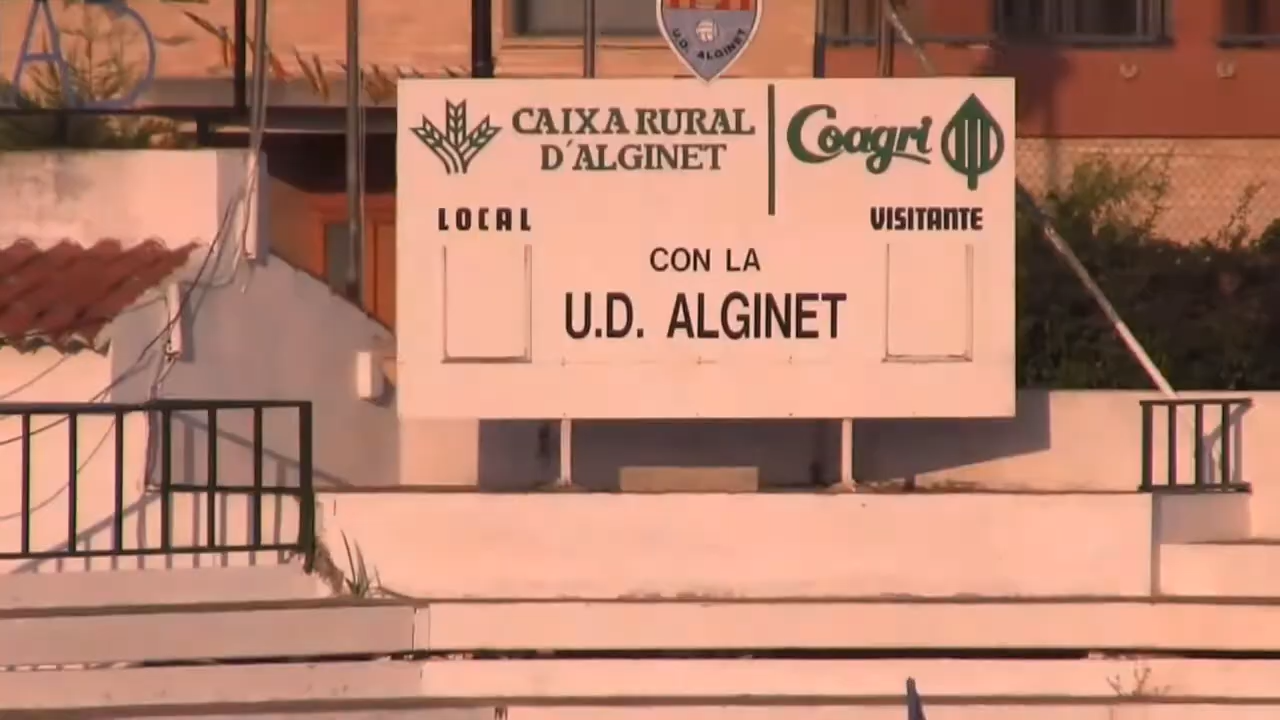 U.D. ALGINET
CAIXA RURAL
D´ALGINET
Coagri
LOCAL
VISITANTE
CON LA
U.D. ALGINET